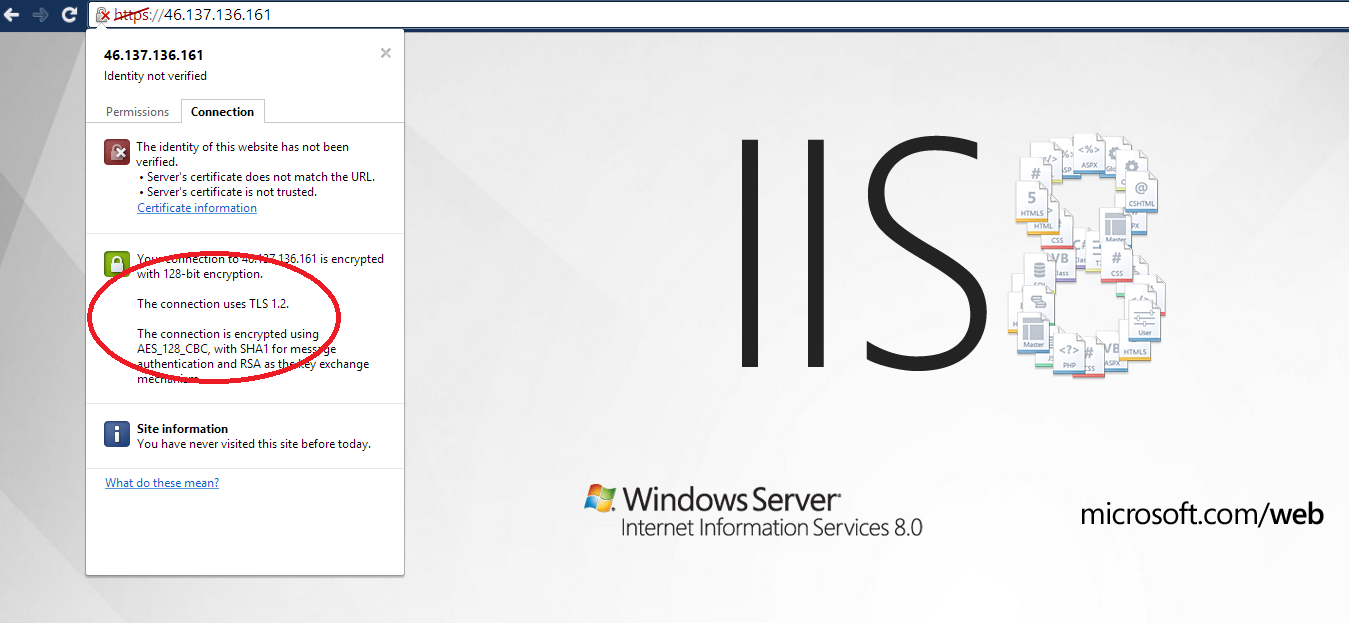 https://46.137.136.161
46.137.136.161
Identity not verified
Permissions
Connection
The identity of this website has not been
verified.
• Server's certificate does not match the URL.
• Server's certificate is not trusted.
Certificate information
Your connection to 46.137.136.161 is encrypted
with 128-bit encryption.
The connection uses TLS 1.2.
The connection is encrypted using
AES_128_CBC, with SHA1 for message
authentication and RSA as the key exchange
mechanism.
Site information
You have never visited this site before today.
What do these mean?
IIS8
</>
<%>
ASPX
#
@
CSHTML
5
HTML5
HTML
CSS
Master
#
CSS
VB
User
Master
<?>
PHP
#
CSS
VB
ASPX
HTML5
Windows Server
Internet Information Services 8.0
microsoft.com/web